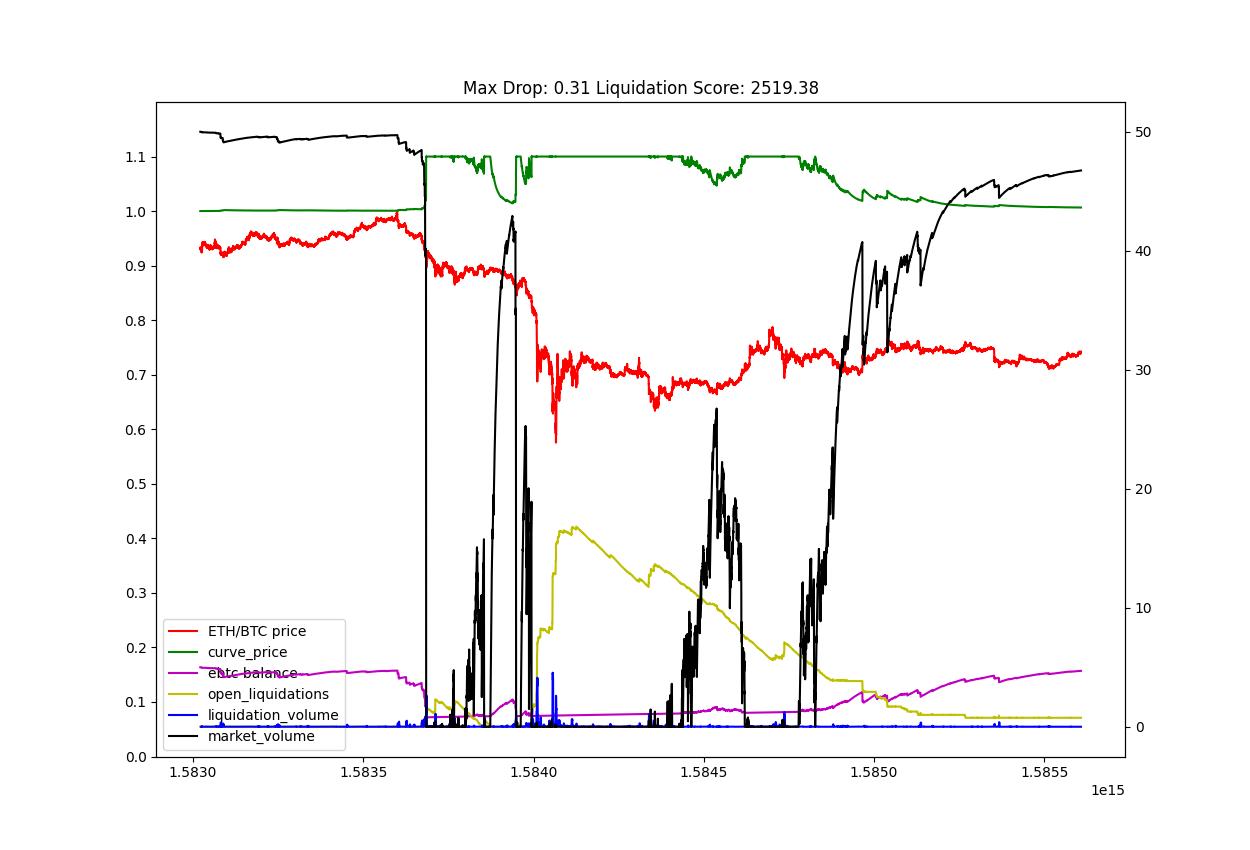 Max Drop: 0.31 Liquidation Score: 2519.38
1.1
1.0
0.9
0.8
0.7
0.6
0.5
0.4
0.3
0.2
0.1
0.0
50
40
30
20
10
0
ETH/BTC price
curve_price
ebtc balance
open_liquidations
liquidation_volume
market_volume
1.5830 1.5835 1.5840 1.5845 1.5850 1.5855
1e15